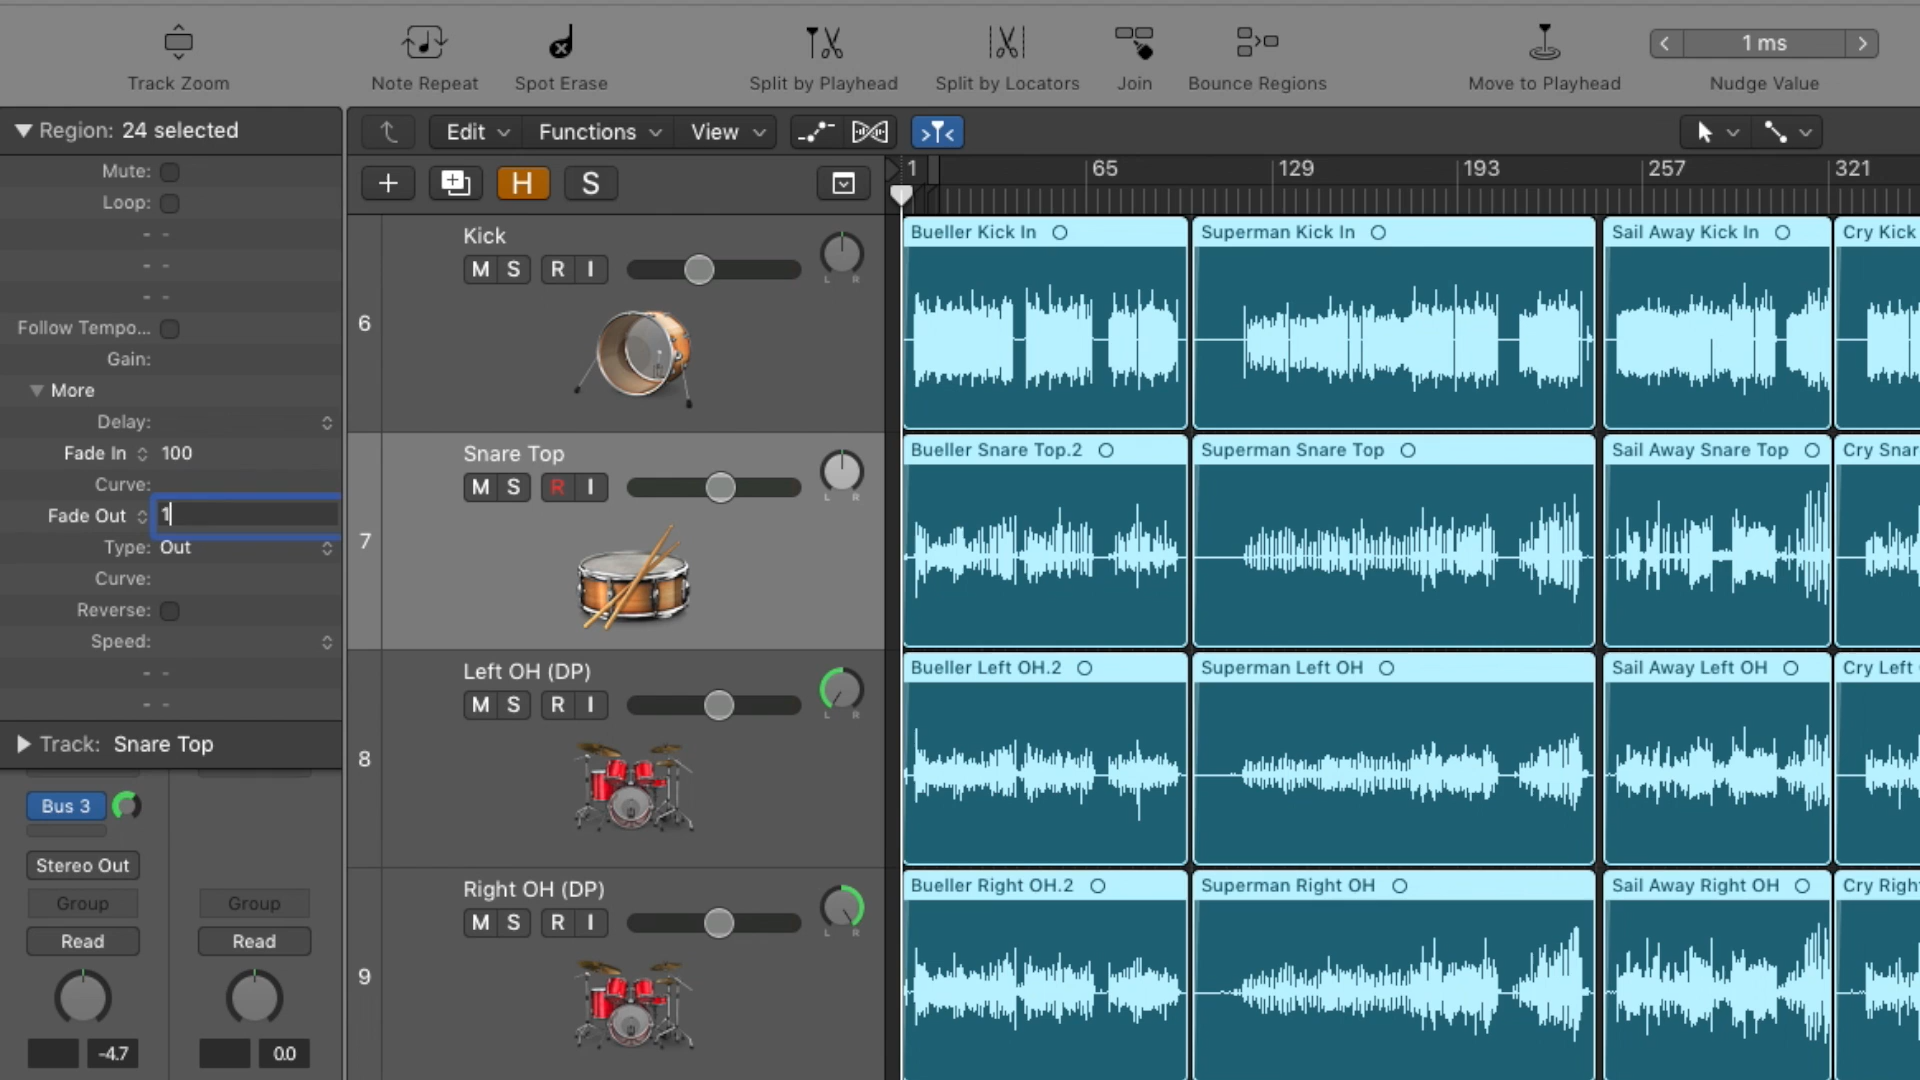 Track Zoom
Note Repeat
Spot Erase
Split by Playhead
Split by Locators
Join
Bounce Regions
Move to Playhead
1 ms
Nudge Value
Region: 24 selected
Edit
Functions
View
Mute:
Loop:
- -
- -
- -
Follow Tempo...
Gain:
More
Delay:
Fade In 100
Curve:
Fade Out 1
Type: Out
Curve:
Reverse:
Speed:
- -
- -
Track: Snare Top
Bus 3
Stereo Out
Group
Group
Read
Read
-4.7
0.0
+
H
S
1
65
129
193
257
321
6
Kick
M S R I
L R
Bueller Kick In
Superman Kick In
Sail Away Kick In
Cry Kick
7
Snare Top
M S R I
L R
Bueller Snare Top.2
Superman Snare Top
Sail Away Snare Top
Cry Snar
8
Left OH (DP)
M S R I
L R
Bueller Left OH.2
Superman Left OH
Sail Away Left OH
Cry Left
9
Right OH (DP)
M S R I
L R
Bueller Right OH.2
Superman Right OH
Sail Away Right OH
Cry Righ